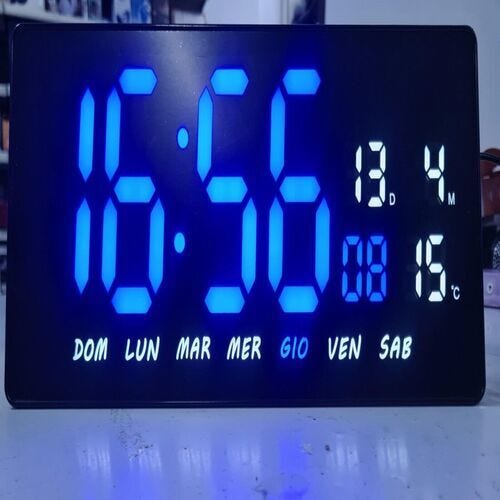 16:56
13 D 4 M
08 15 °C
DOM LUN MAR MER GIO VEN SAB